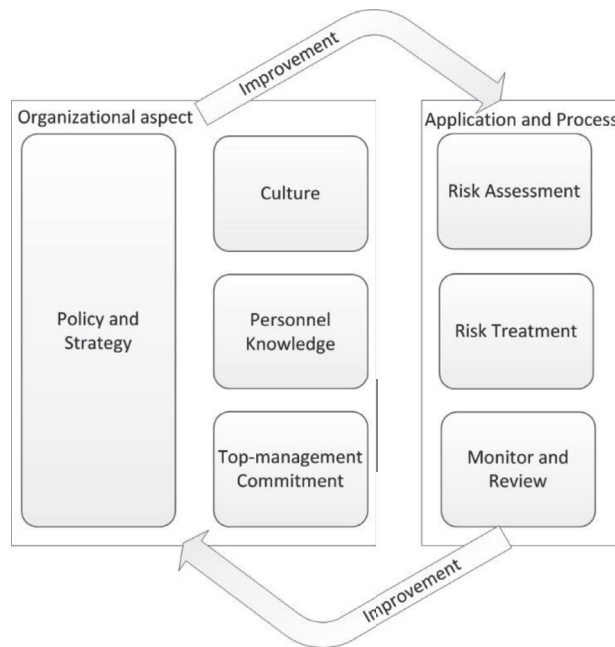 Improvement
Organizational aspect
Policy and
Strategy
Culture
Personnel
Knowledge
Top-management
Commitment
Application and Process
Risk Assessment
Risk Treatment
Monitor and
Review
Improvement